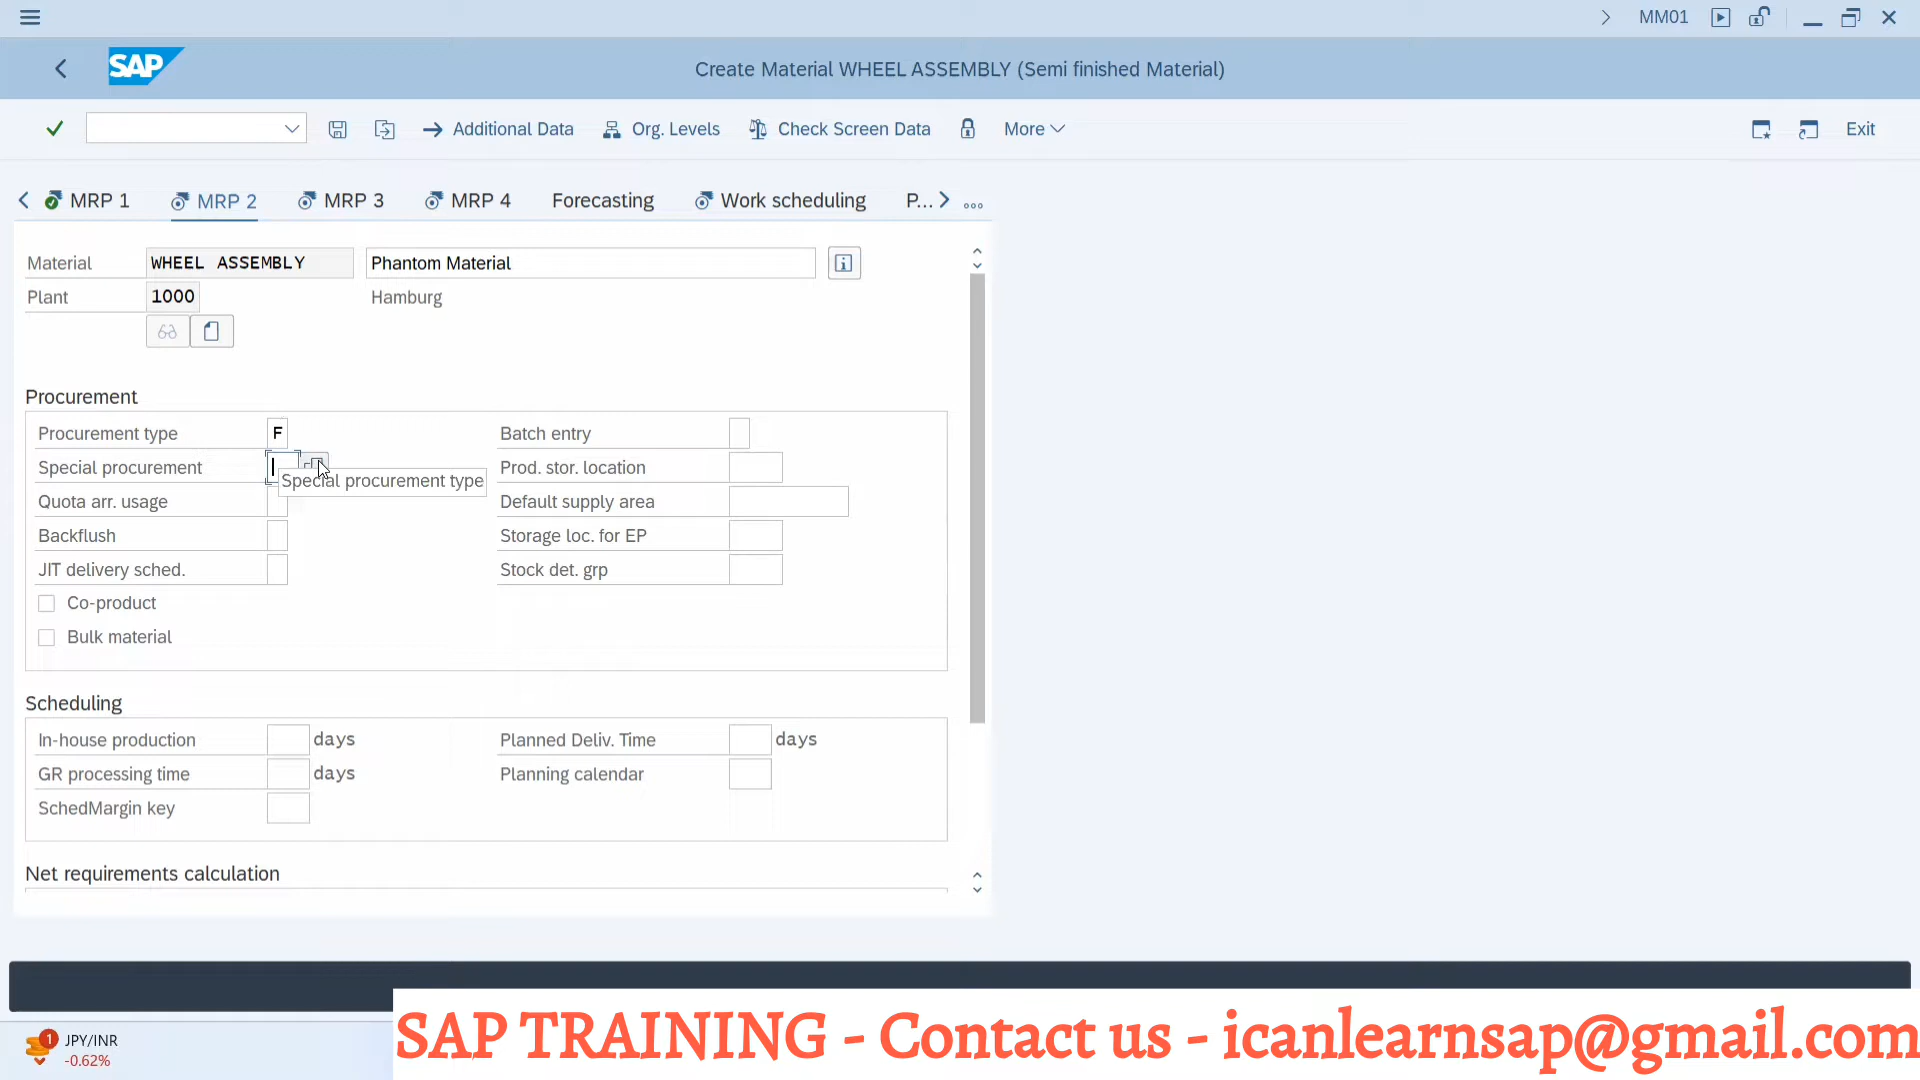 MM01
SAP
Create Material WHEEL ASSEMBLY (Semi finished Material)
Additional Data
Org. Levels
Check Screen Data
More
Exit
MRP 1
MRP 2
MRP 3
MRP 4
Forecasting
Work scheduling
P...
Material WHEEL ASSEMBLY Phantom Material
Plant 1000 Hamburg
Procurement
Procurement type F Batch entry
Special procurement Prod. stor. location
Special procurement type
Quota arr. usage Default supply area
Backflush Storage loc. for EP
JIT delivery sched. Stock det. grp
Co-product
Bulk material
Scheduling
In-house production days Planned Deliv. Time days
GR processing time days Planning calendar
SchedMargin key
Net requirements calculation
1
JPY/INR
-0.62%
SAP TRAINING - Contact us - icanlearnsap@gmail.com